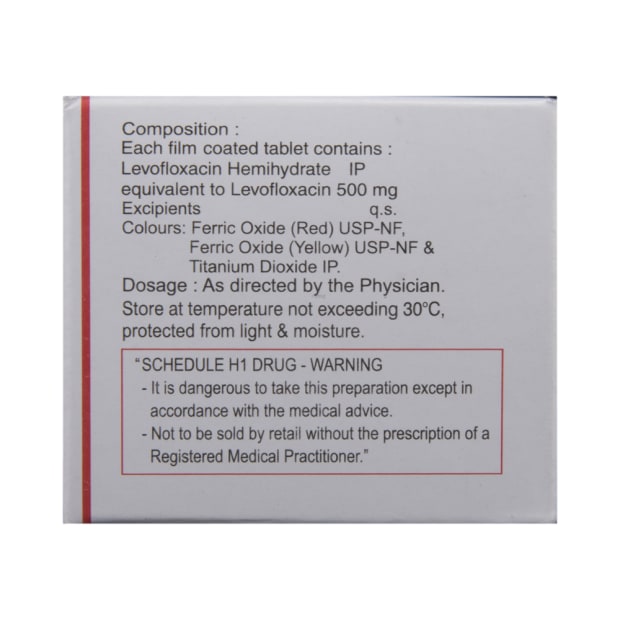 Composition :
Each film coated tablet contains :
Levofloxacin Hemihydrate IP
equivalent to Levofloxacin 500 mg
Excipients q.s.
Colours: Ferric Oxide (Red) USP-NF,
Ferric Oxide (Yellow) USP-NF &
Titanium Dioxide IP.
Dosage : As directed by the Physician.
Store at temperature not exceeding 30°C,
protected from light & moisture.
"SCHEDULE H1 DRUG - WARNING
- It is dangerous to take this preparation except in
accordance with the medical advice.
- Not to be sold by retail without the prescription of a
Registered Medical Practitioner."